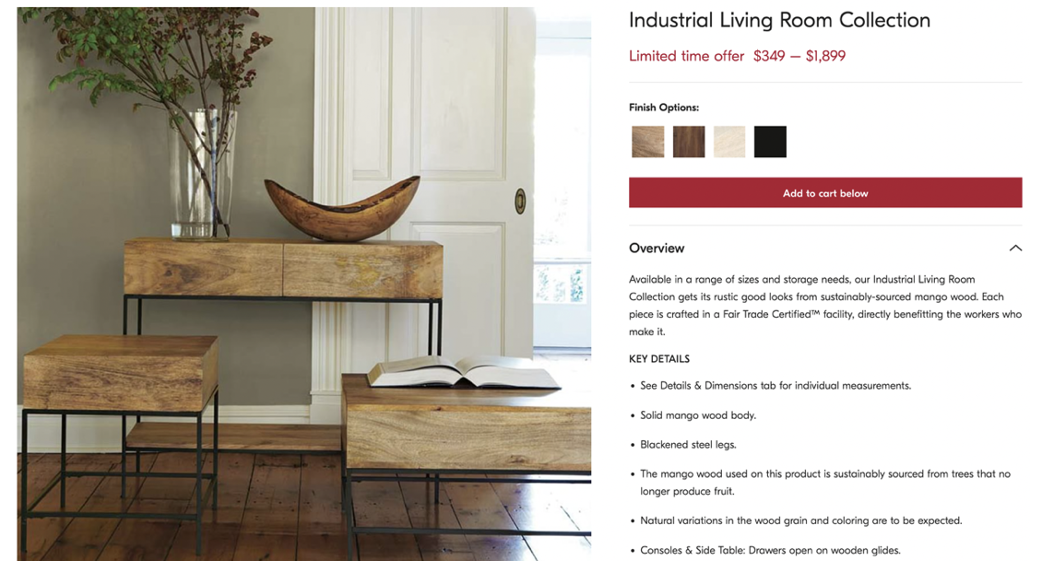 Industrial Living Room Collection
Limited time offer $349 – $1,899
Finish Options:
Add to cart below
Overview
Available in a range of sizes and storage needs, our Industrial Living Room
Collection gets its rustic good looks from sustainably-sourced mango wood. Each
piece is crafted in a Fair Trade Certified™ facility, directly benefitting the workers who
make it.
KEY DETAILS
• See Details & Dimensions tab for individual measurements.
• Solid mango wood body.
• Blackened steel legs.
• The mango wood used on this product is sustainably sourced from trees that no
longer produce fruit.
• Natural variations in the wood grain and coloring are to be expected.
• Consoles & Side Table: Drawers open on wooden glides.